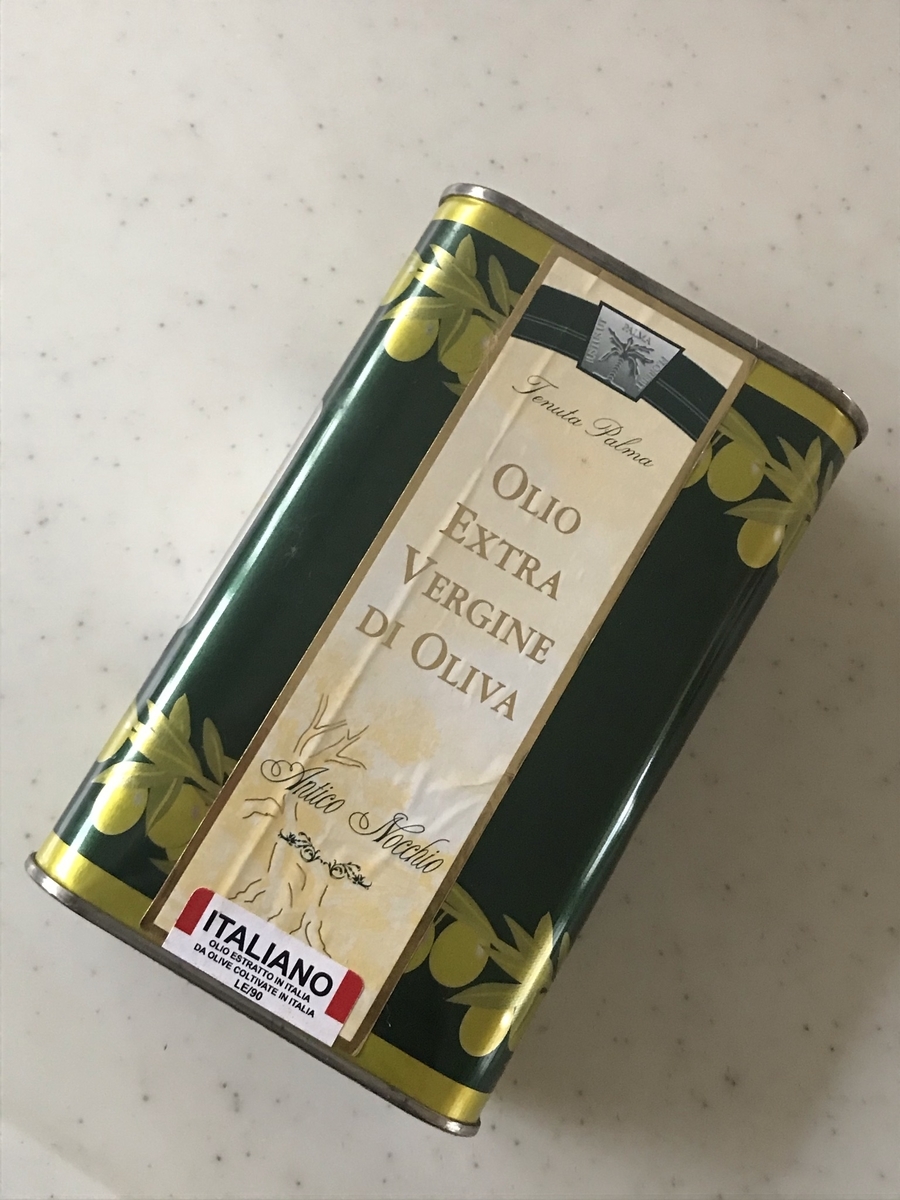 PALMA
Tenuta Palma
OLIO
EXTRA
VERGINE
DI OLIVA
Antico Nocchio
ITALIANO
OLIO ESTRATTO IN ITALIA
DA OLIVE COLTIVATE IN ITALIA
LE/90